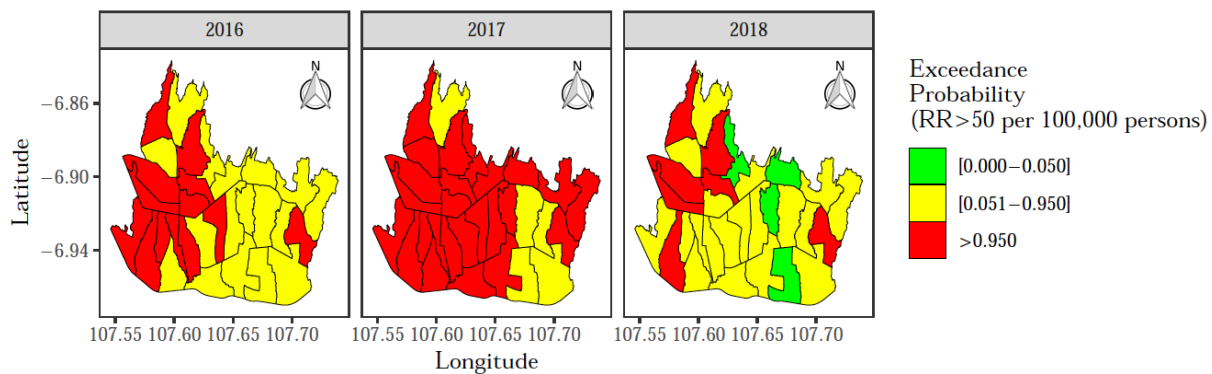 2016 2017 2018
N N N
Latitude
−6.86
−6.90
−6.94
107.55 107.60 107.65 107.70 107.55 107.60 107.65 107.70 107.55 107.60 107.65 107.70
Longitude
Exceedance
Probability
(RR>50 per 100,000 persons)
[0.000−0.050]
[0.051−0.950]
>0.950